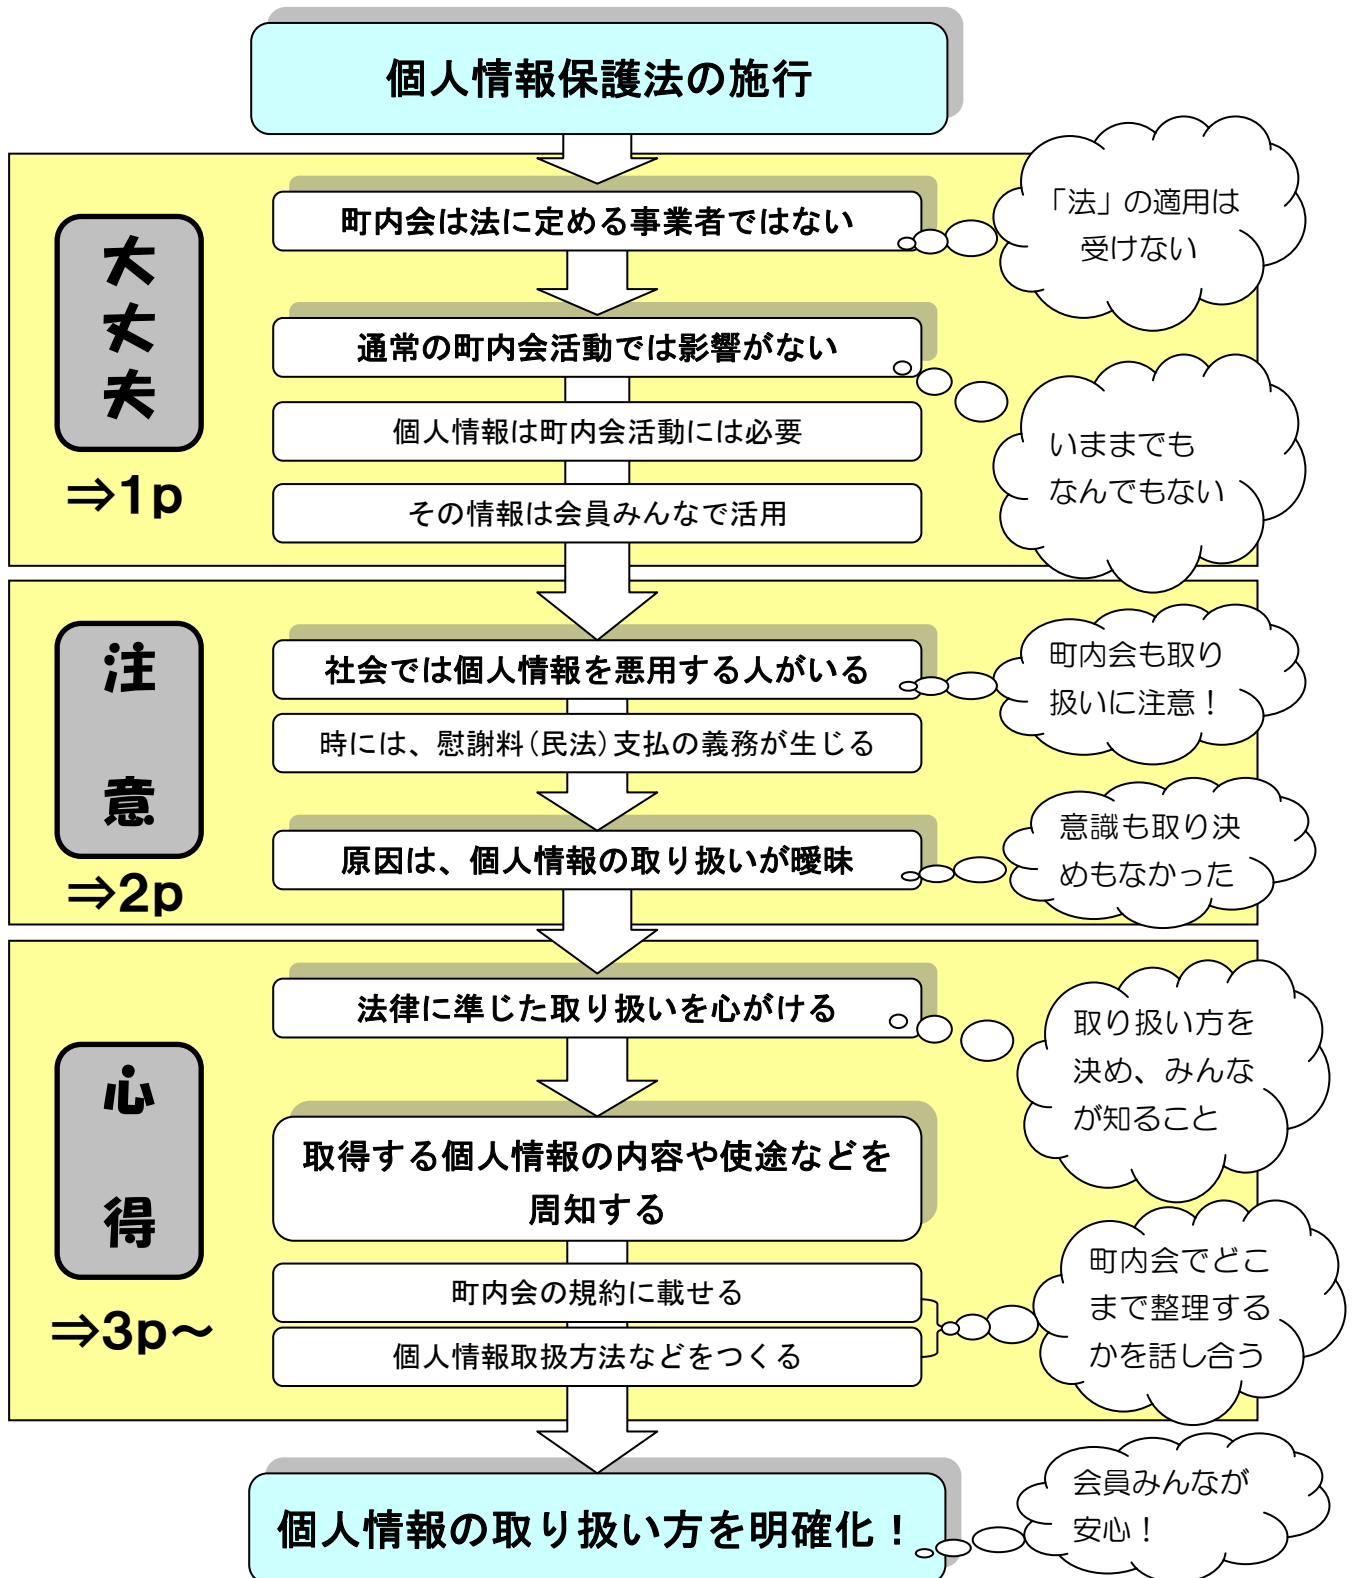 個人情報保護法の施行
大丈夫
⇒1p
町内会は法に定める事業者ではない
「法」の適用は
受けない
通常の町内会活動では影響がない
いままでも
なんでもない
個人情報は町内会活動には必要
その情報は会員みんなで活用
注意
⇒2p
社会では個人情報を悪用する人がいる
町内会も取り
扱いに注意！
時には、慰謝料(民法)支払の義務が生じる
原因は、個人情報の取り扱いが曖昧
意識も取り決
めもなかった
心得
⇒3p～
法律に準じた取り扱いを心がける
取り扱い方を
決め、みんな
が知ること
取得する個人情報の内容や使途などを
周知する
町内会の規約に載せる
個人情報取扱方法などをつくる
町内会でどこ
まで整理する
かを話し合う
個人情報の取り扱い方を明確化！
会員みんなが
安心！